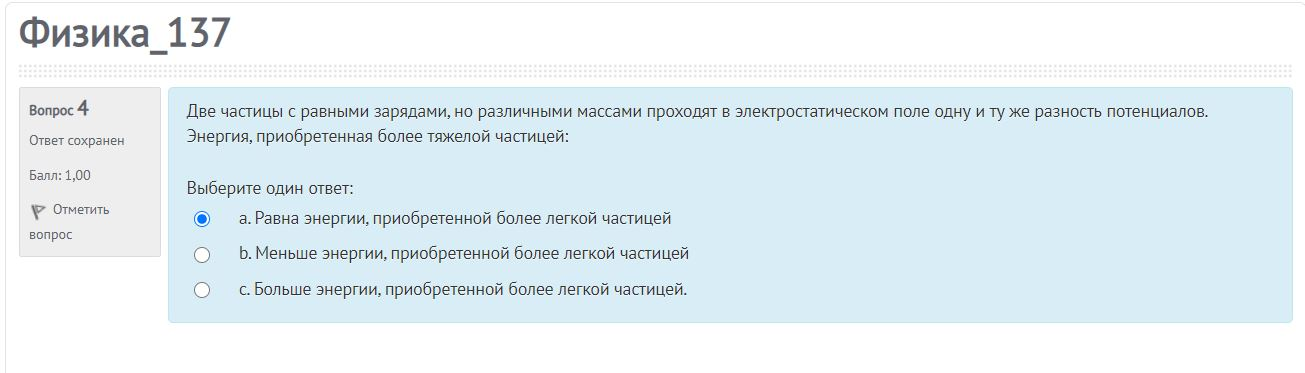 Физика_137
Вопрос 4
Ответ сохранен
Балл: 1,00
Отметить
вопрос
Две частицы с равными зарядами, но различными массами проходят в электростатическом поле одну и ту же разность потенциалов.
Энергия, приобретенная более тяжелой частицей:
Выберите один ответ:
a. Равна энергии, приобретенной более легкой частицей
b. Меньше энергии, приобретенной более легкой частицей
c. Больше энергии, приобретенной более легкой частицей.